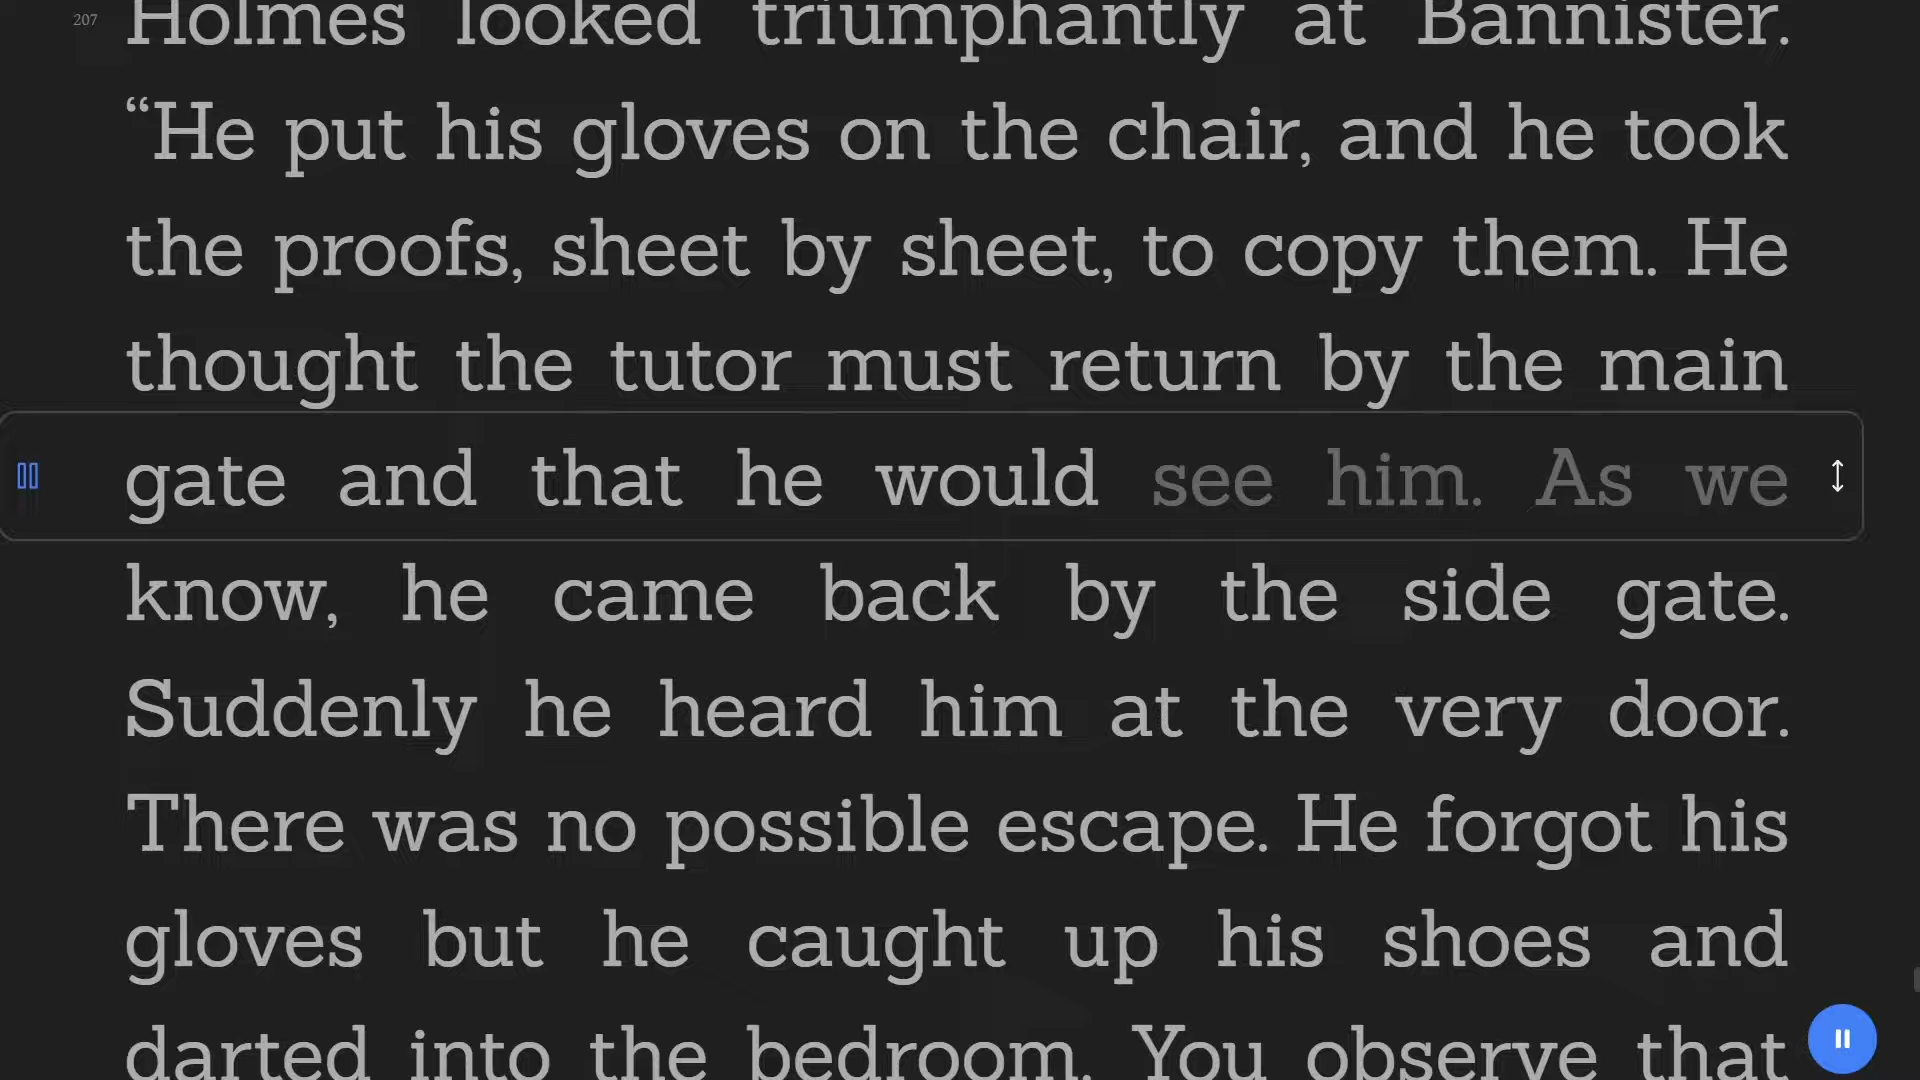 207
Holmes looked triumphantly at Bannister.
“He put his gloves on the chair, and he took
the proofs, sheet by sheet, to copy them. He
thought the tutor must return by the main
gate and that he would see him. As we
know, he came back by the side gate.
Suddenly he heard him at the very door.
There was no possible escape. He forgot his
gloves but he caught up his shoes and
darted into the bedroom. You observe that